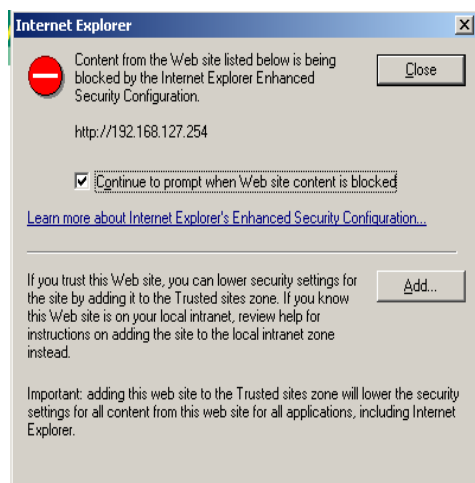 Internet Explorer
Content from the Web site listed below is being
blocked by the Internet Explorer Enhanced
Security Configuration.
Close
http://192.168.127.254
Continue to prompt when Web site content is blocked
Learn more about Internet Explorer's Enhanced Security Configuration...
If you trust this Web site, you can lower security settings for
the site by adding it to the Trusted sites zone. If you know
this Web site is on your local intranet, review help for
instructions on adding the site to the local intranet zone
instead.
Add...
Important: adding this web site to the Trusted sites zone will lower the security
settings for all content from this web site for all applications, including Internet
Explorer.